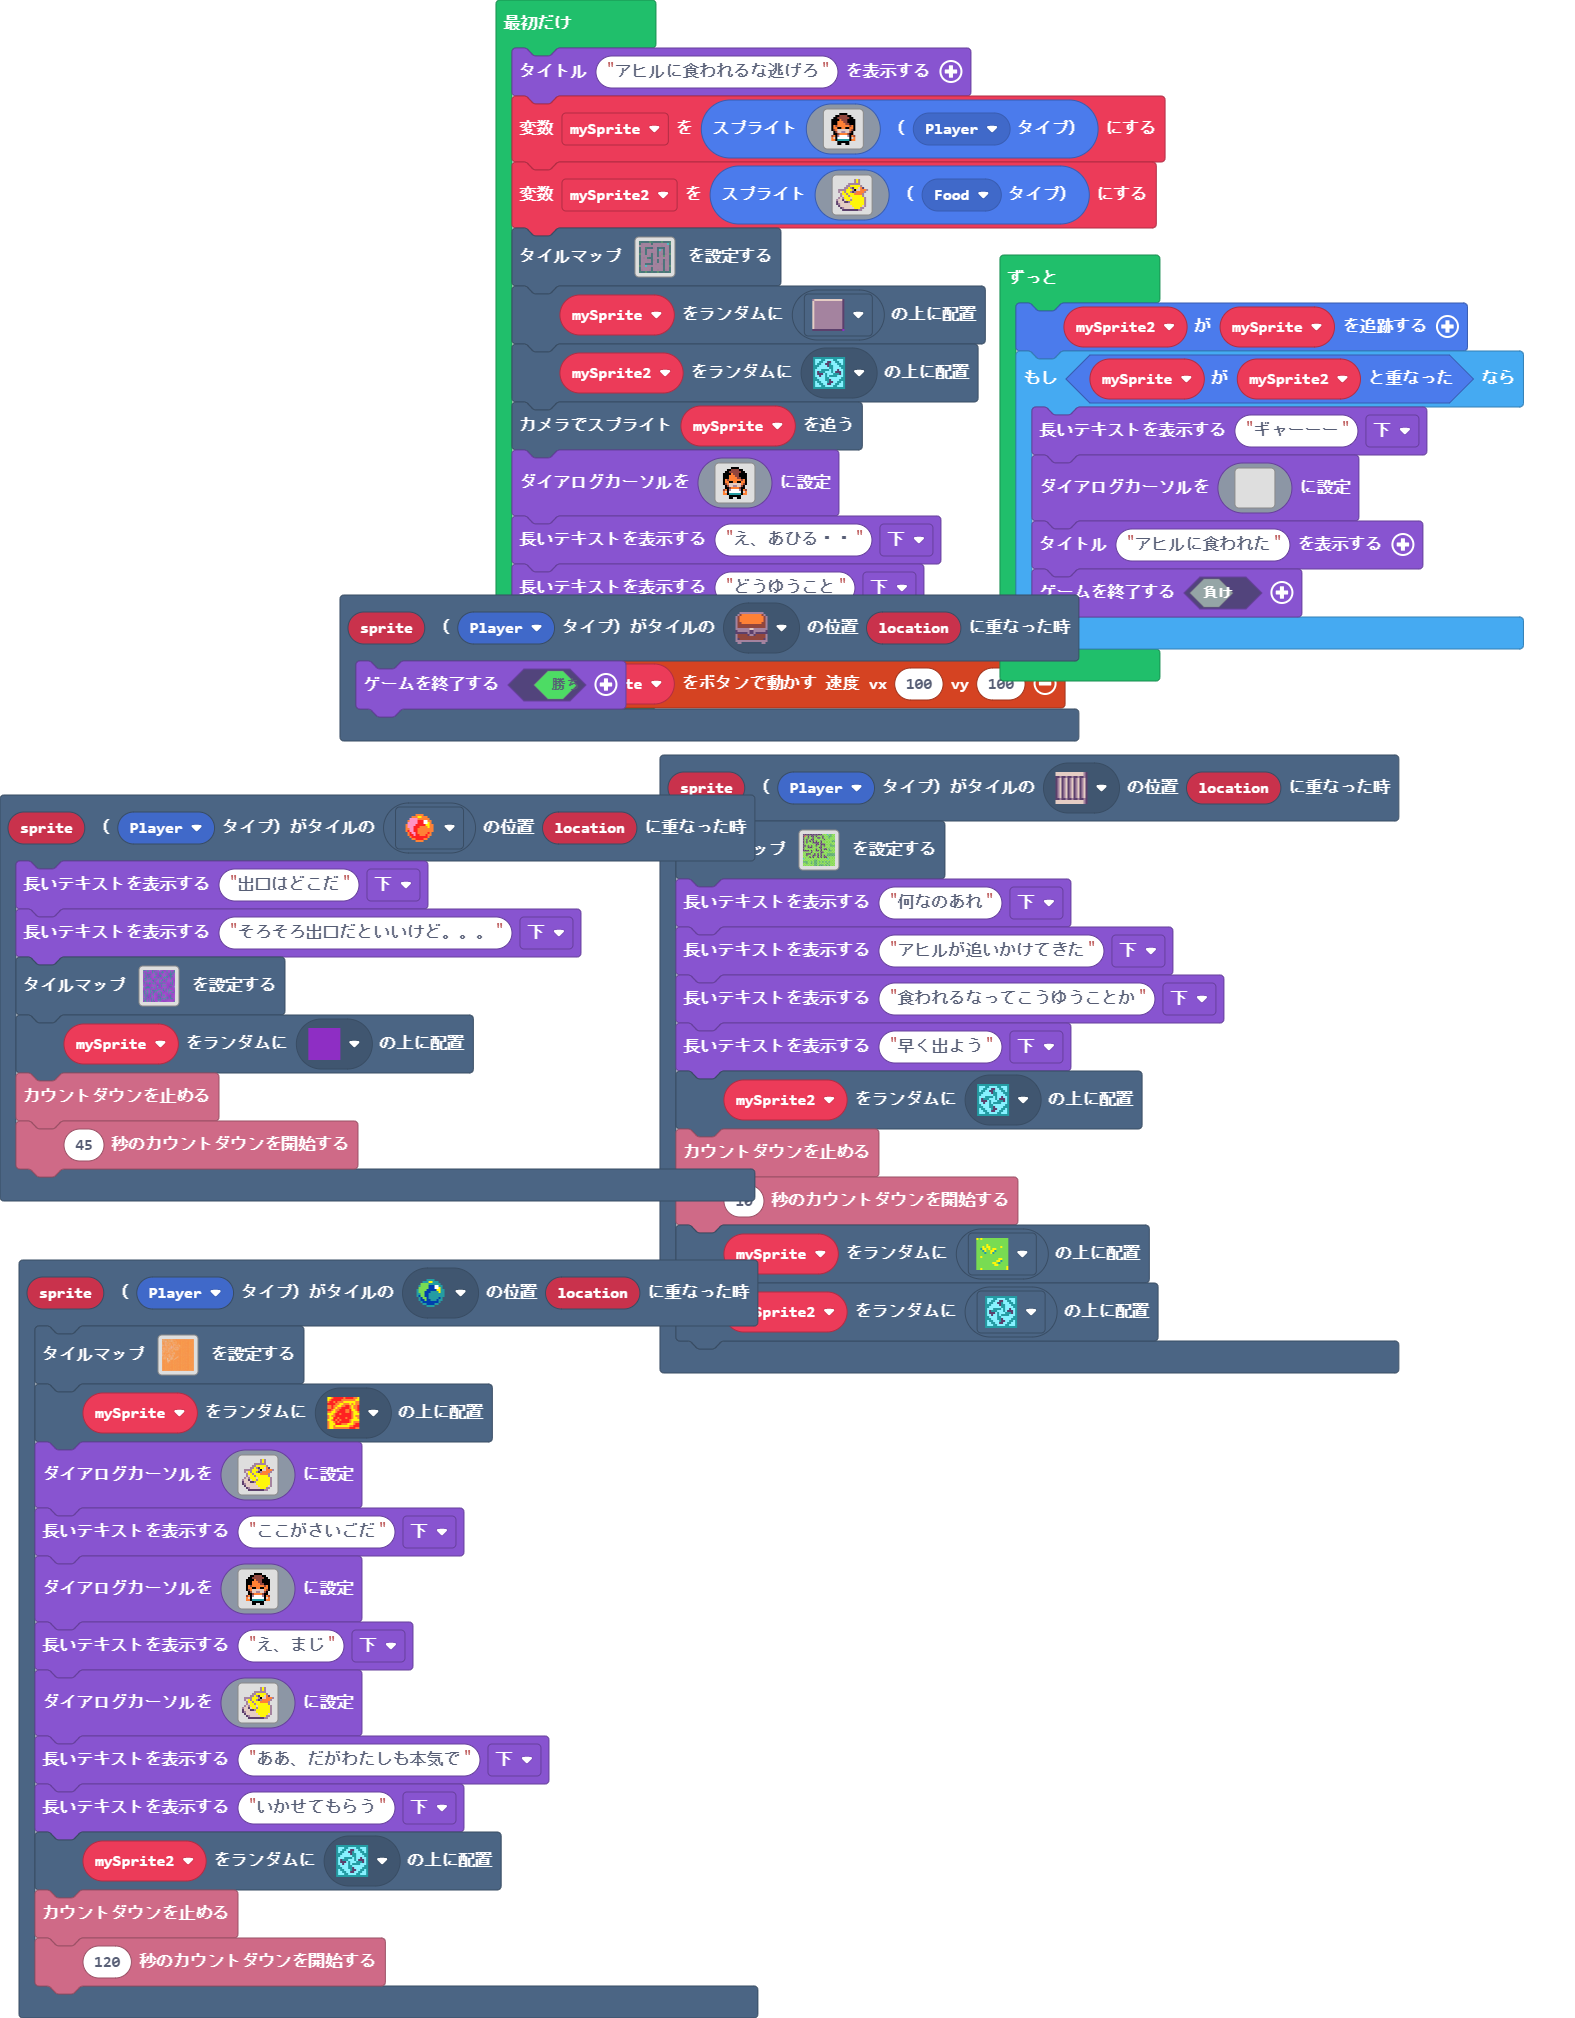 最初だけ
タイトル "アヒルに食われるな逃げろ" を表示する
変数 mySprite を スプライト ( Player タイプ) にする
変数 mySprite2 を スプライト ( Food タイプ) にする
タイルマップ を設定する
mySprite をランダムに の上に配置
mySprite2 をランダムに の上に配置
カメラでスプライト mySprite を追う
ダイアログカーソルを に設定
長いテキストを表示する "え、あひる・・" 下
長いテキストを表示する "どうゆうこと" 下
ずっと
mySprite2 が mySprite を追跡する
もし mySprite が mySprite2 と重なった なら
長いテキストを表示する "ギャーーー" 下
ダイアログカーソルを に設定
タイトル "アヒルに食われた" を表示する
ゲームを終了する 負け
sprite ( Player タイプ) がタイルの の位置 location に重なった時
ゲームを終了する 勝ち
te をボタンで動かす 速度 vx 100 vy 100
sprite ( Player タイプ) がタイルの の位置 location に重なった時
ップ を設定する
長いテキストを表示する "何なのあれ" 下
長いテキストを表示する "アヒルが追いかけてきた" 下
長いテキストを表示する "食われるなってこうゆうことか" 下
長いテキストを表示する "早く出よう" 下
mySprite2 をランダムに の上に配置
カウントダウンを止める
秒のカウントダウンを開始する
mySprite をランダムに の上に配置
Sprite2 をランダムに の上に配置
sprite ( Player タイプ) がタイルの の位置 location に重なった時
長いテキストを表示する "出口はどこだ" 下
長いテキストを表示する "そろそろ出口だといいけど。。。" 下
タイルマップ を設定する
mySprite をランダムに の上に配置
カウントダウンを止める
45 秒のカウントダウンを開始する
sprite ( Player タイプ) がタイルの の位置 location に重なった時
タイルマップ を設定する
mySprite をランダムに の上に配置
ダイアログカーソルを に設定
長いテキストを表示する "ここがさいごだ" 下
ダイアログカーソルを に設定
長いテキストを表示する "え、まじ" 下
ダイアログカーソルを に設定
長いテキストを表示する "ああ、だがわたしも本気で" 下
長いテキストを表示する "いかせてもらう" 下
mySprite2 をランダムに の上に配置
カウントダウンを止める
120 秒のカウントダウンを開始する